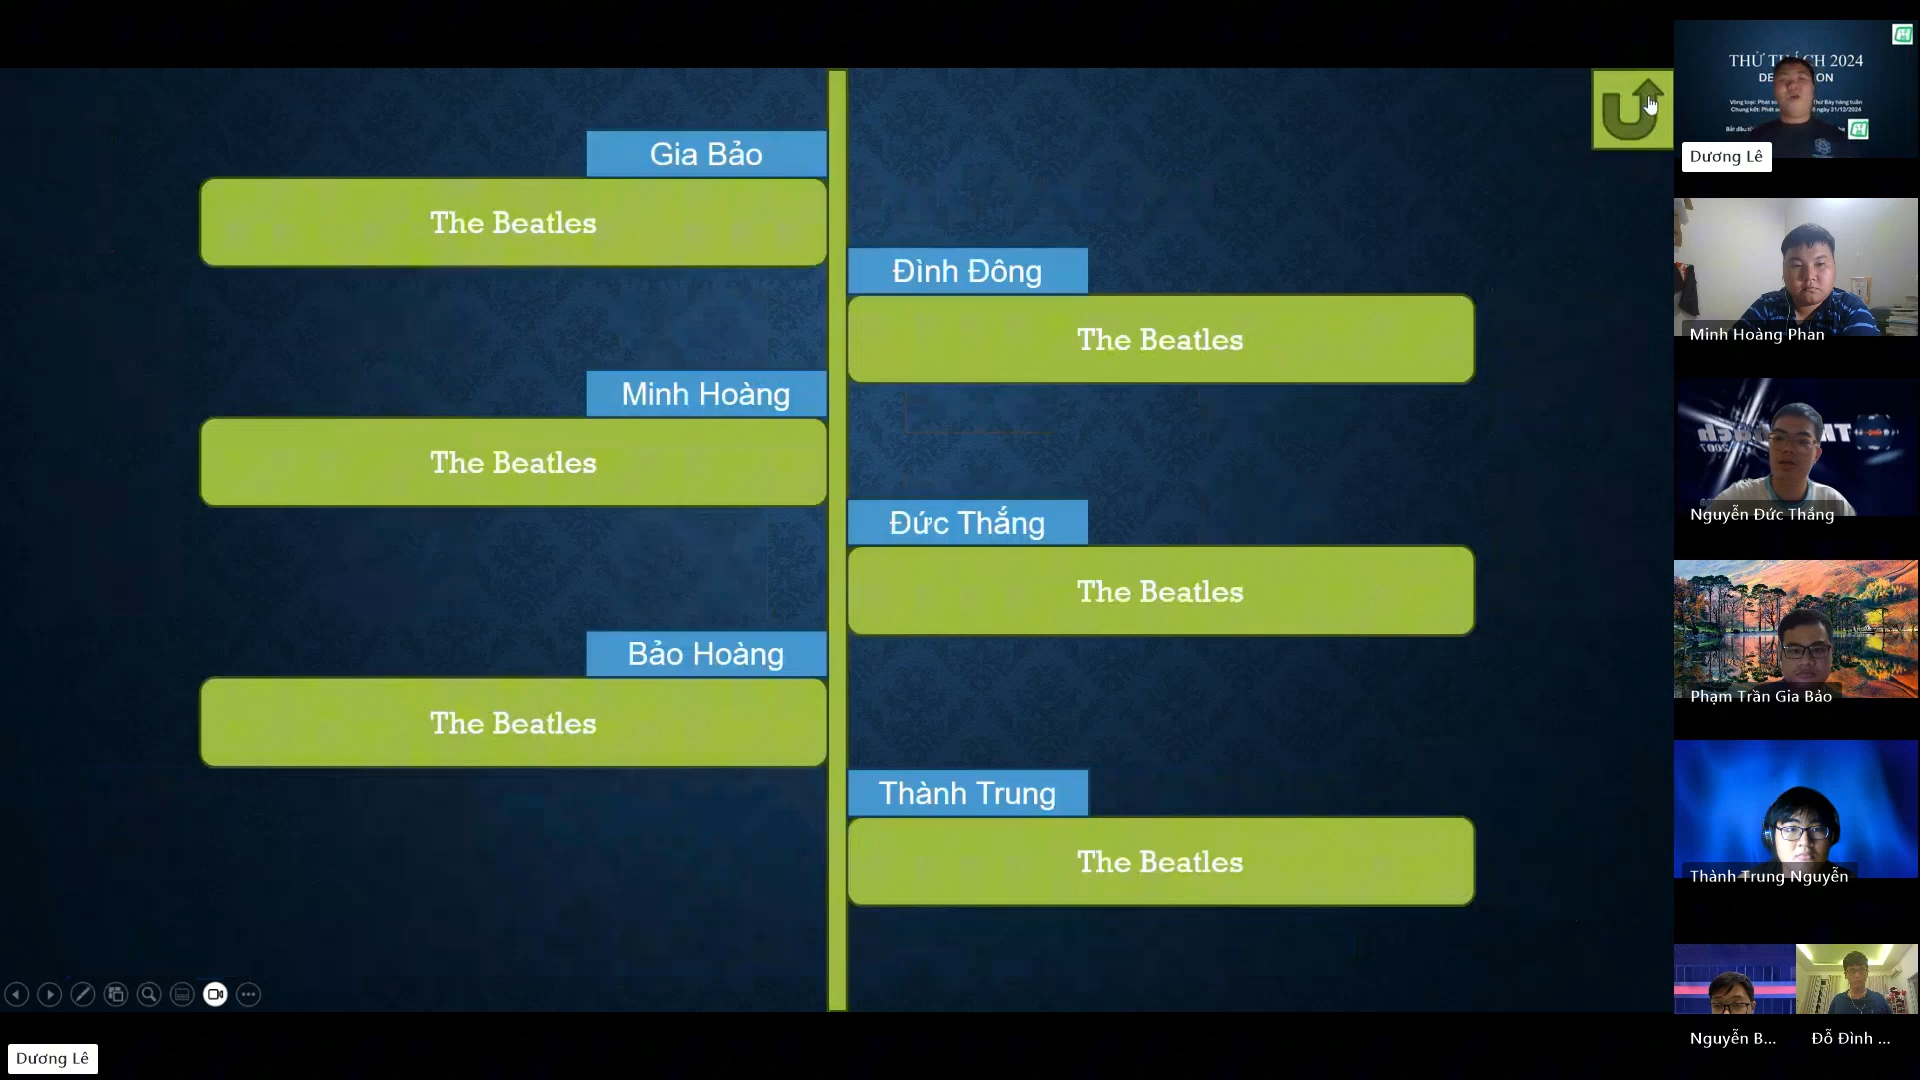 Gia Bảo
The Beatles
Đình Đông
The Beatles
Minh Hoàng
The Beatles
Đức Thắng
The Beatles
Bảo Hoàng
The Beatles
Thành Trung
The Beatles
Dương Lê
2024
Dương Lê
Minh Hoàng Phan
2007
Nguyễn Đức Thắng
Phạm Trần Gia Bảo
Thành Trung Nguyễn
Nguyễn B...
Đỗ Đình ...